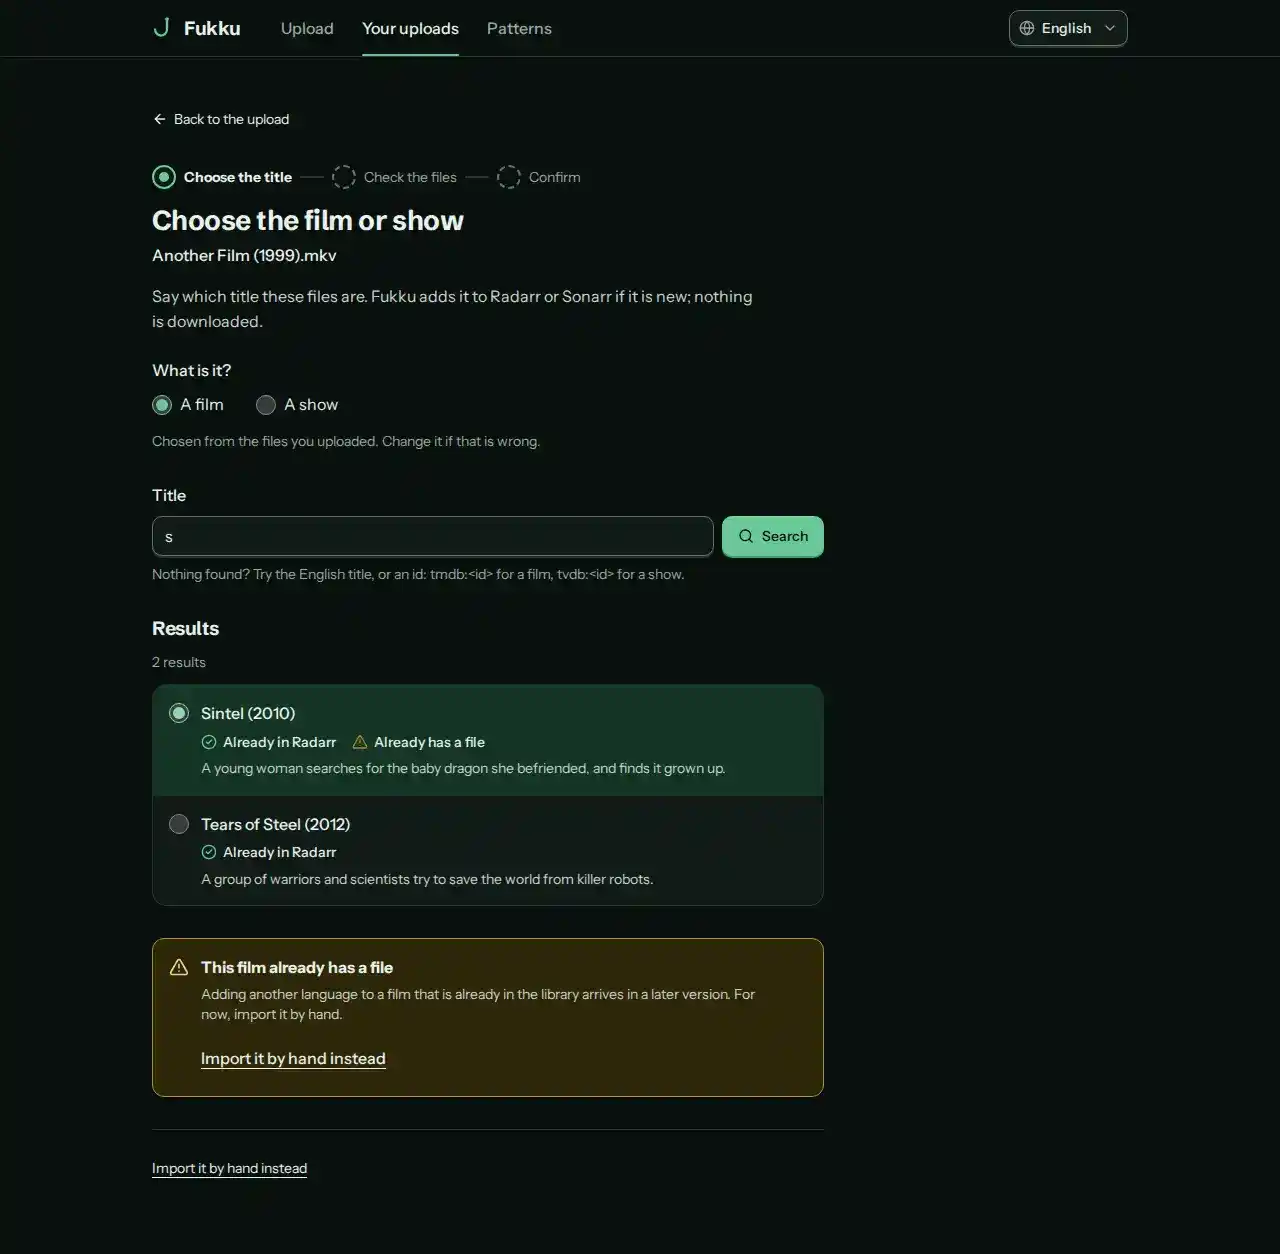 Fukku
Upload
Your uploads
Patterns
English
Back to the upload
Choose the title
Check the files
Confirm
Choose the film or show
Another Film (1999).mkv
Say which title these files are. Fukku adds it to Radarr or Sonarr if it is new; nothing
is downloaded.
What is it?
A film
A show
Chosen from the files you uploaded. Change it if that is wrong.
Title
s
Search
Nothing found? Try the English title, or an id: tmdb:<id> for a film, tvdb:<id> for a show.
Results
2 results
Sintel (2010)
Already in Radarr
Already has a file
A young woman searches for the baby dragon she befriended, and finds it grown up.
Tears of Steel (2012)
Already in Radarr
A group of warriors and scientists try to save the world from killer robots.
This film already has a file
Adding another language to a film that is already in the library arrives in a later version. For
now, import it by hand.
Import it by hand instead
Import it by hand instead